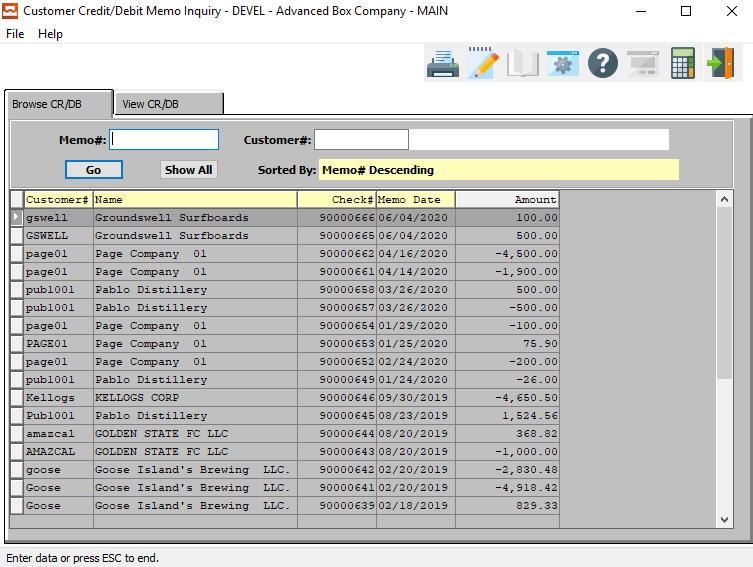 Customer Credit/Debit Memo Inquiry - DEVEL - Advanced Box Company - MAIN
File Help
Browse CR/DB View CR/DB
Memo#: Customer#:
Go Show All Sorted By: Memo# Descending
Customer# Name Check# Memo Date Amount
gswell Groundswell Surfboards 90000666 06/04/2020 100.00
GSWELL Groundswell Surfboards 90000665 06/04/2020 500.00
page01 Page Company 01 90000662 04/16/2020 -4,500.00
page01 Page Company 01 90000661 04/14/2020 -1,900.00
publ001 Pablo Distillery 90000658 03/26/2020 500.00
publ001 Pablo Distillery 90000657 03/26/2020 -500.00
page01 Page Company 01 90000654 01/29/2020 -100.00
PAGE01 Page Company 01 90000653 01/25/2020 75.90
page01 Page Company 01 90000652 02/24/2020 -200.00
publ001 Pablo Distillery 90000649 01/24/2020 -26.00
Kellogs KELLOGS CORP 90000646 09/30/2019 -4,650.50
Publ001 Pablo Distillery 90000645 08/23/2019 1,524.56
amazcal GOLDEN STATE FC LLC 90000644 08/20/2019 368.82
AMAZCAL GOLDEN STATE FC LLC 90000643 08/20/2019 -1,000.00
goose Goose Island's Brewing LLC. 90000642 02/20/2019 -2,830.48
Goose Goose Island's Brewing LLC. 90000641 02/20/2019 -4,918.42
Goose Goose Island's Brewing LLC. 90000639 02/18/2019 829.33
Enter data or press ESC to end.